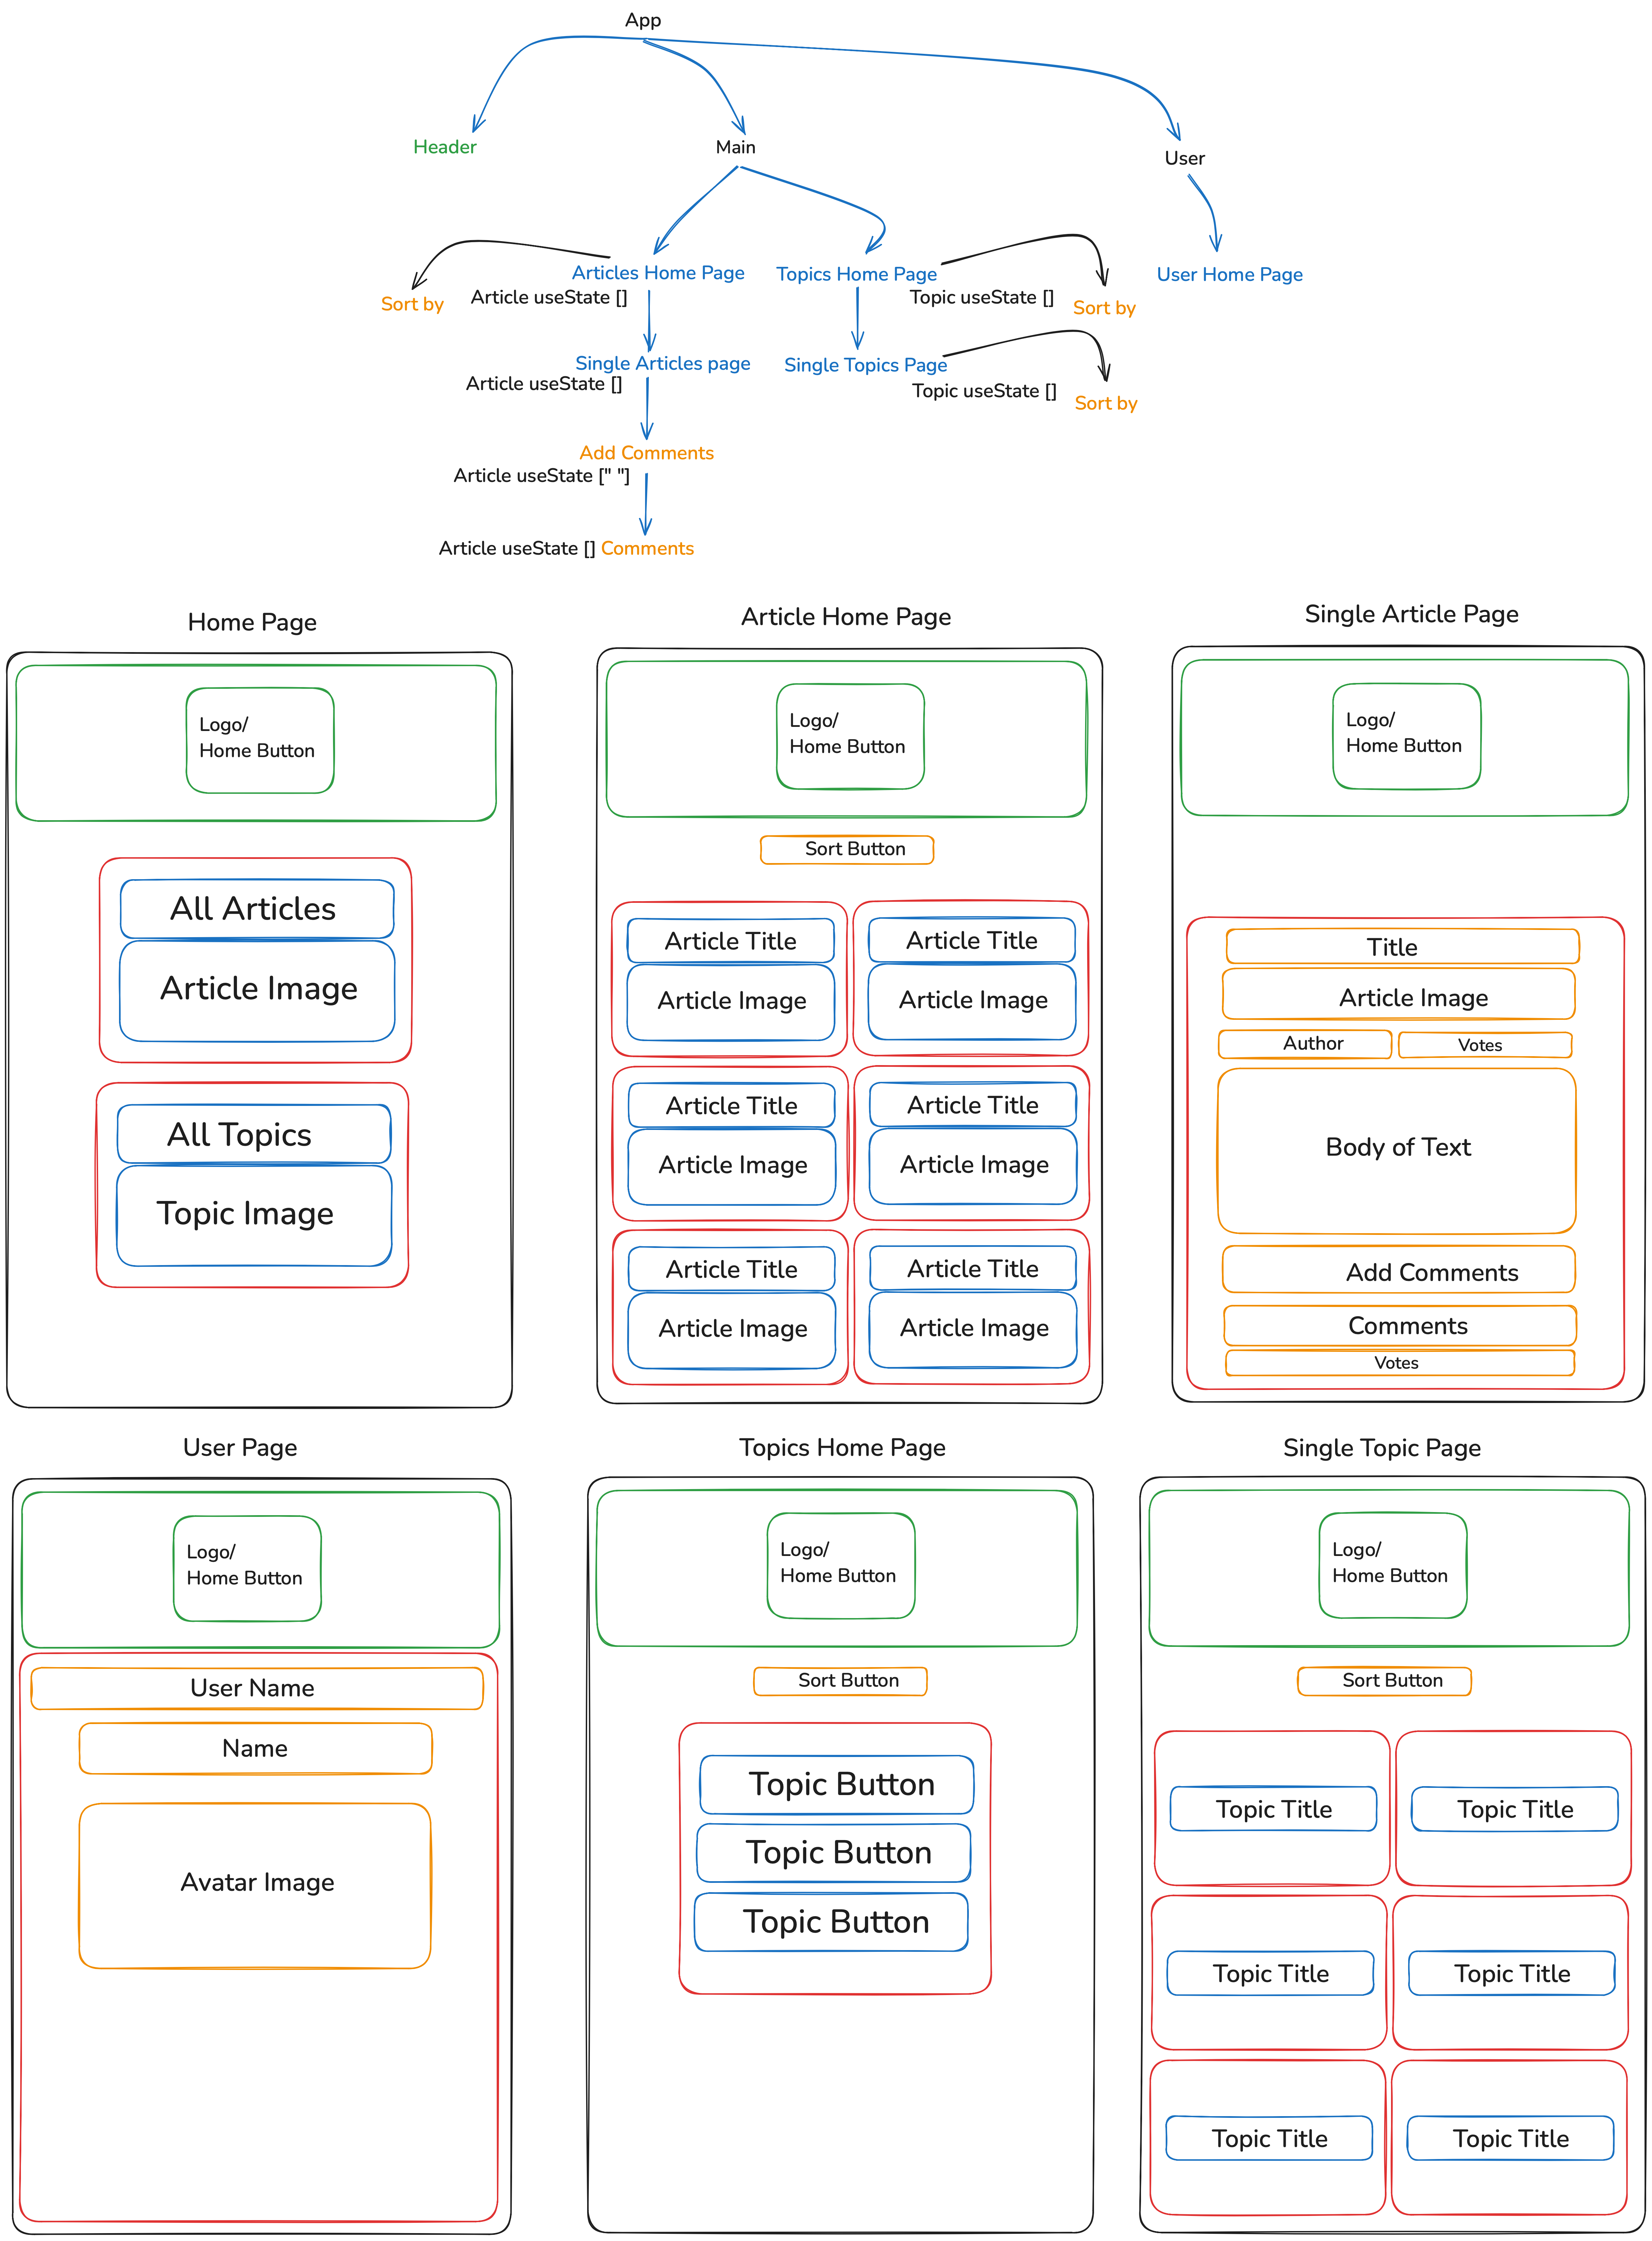 App
Header
Main
User
Articles Home Page
Topics Home Page
User Home Page
Sort by
Article useState []
Topic useState []
Sort by
Single Articles page
Single Topics Page
Article useState []
Topic useState []
Sort by
Add Comments
Article useState [" "]
Article useState [] Comments
Home Page
Logo/
Home Button
All Articles
Article Image
All Topics
Topic Image
Article Home Page
Logo/
Home Button
Sort Button
Article Title
Article Title
Article Image
Article Image
Article Title
Article Title
Article Image
Article Image
Article Title
Article Title
Article Image
Article Image
Single Article Page
Logo/
Home Button
Title
Article Image
Author
Votes
Body of Text
Add Comments
Comments
Votes
User Page
Logo/
Home Button
User Name
Name
Avatar Image
Topics Home Page
Logo/
Home Button
Sort Button
Topic Button
Topic Button
Topic Button
Single Topic Page
Logo/
Home Button
Sort Button
Topic Title
Topic Title
Topic Title
Topic Title
Topic Title
Topic Title